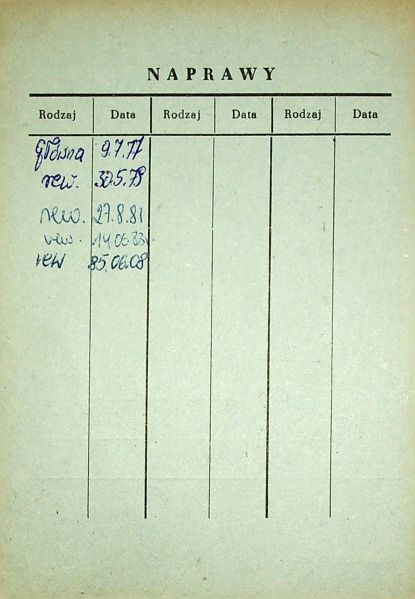 NAPRAWY
Rodzaj Data Rodzaj Data Rodzaj Data
główna 9.7.77
rew. 30.5.79
rew. 27.8.81
rew. 14.06.83
rew 85.06.08